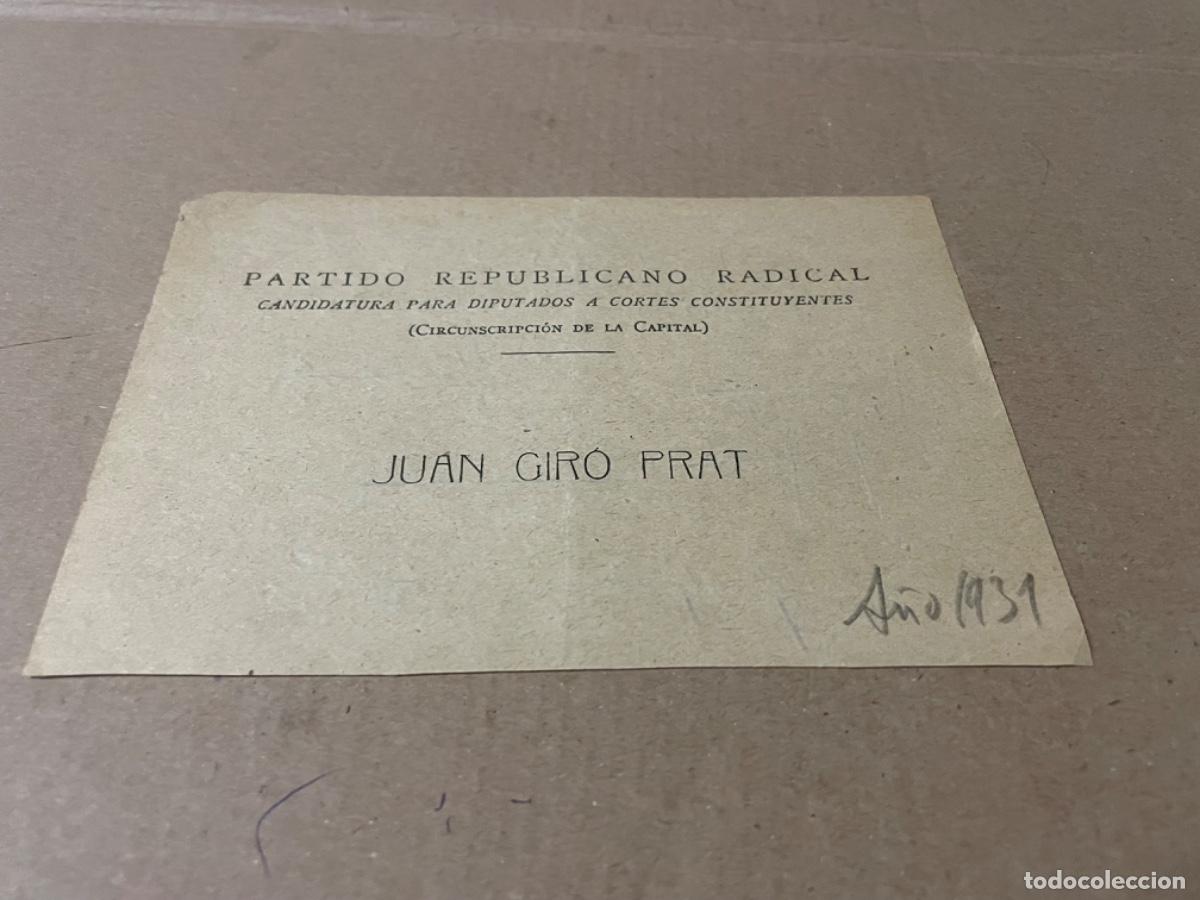 PARTIDO REPUBLICANO RADICAL
CANDIDATURA PARA DIPUTADOS A CORTES CONSTITUYENTES
(CIRCUNSCRIPCIÓN DE LA CAPITAL)
JUAN GIRÓ PRAT
Año 1931
todocoleccion